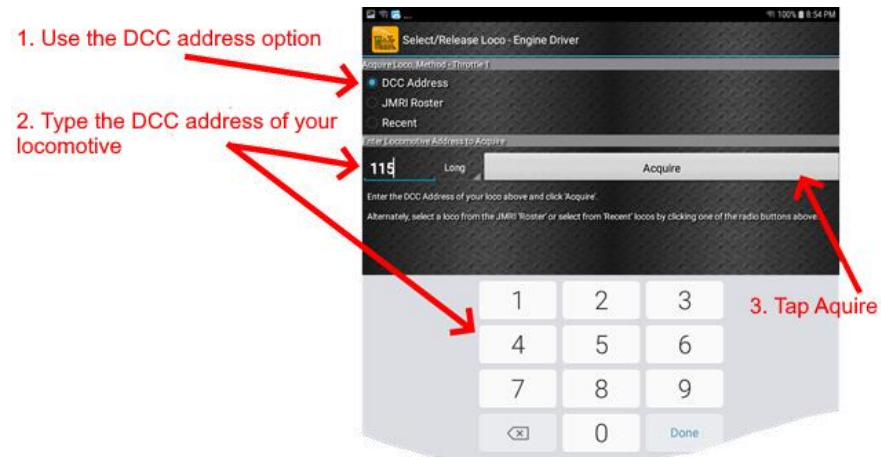 100% 8:54 PM
1. Use the DCC address option
Select/Release Loco - Engine Driver
Acquire Loco, Method - Throttle 1
DCC Address
JMRI Roster
2. Type the DCC address of your
locomotive
Recent
Enter Locomotive Address to Acquire
115 Long Acquire
Enter the DCC Address of your loco above and click 'Acquire'.
Alternately, select a loco from the JMRI 'Roster' or select from 'Recent' locos by clicking one of the radio buttons above.
1 2 3
3. Tap Aquire
4 5 6
7 8 9
0 Done